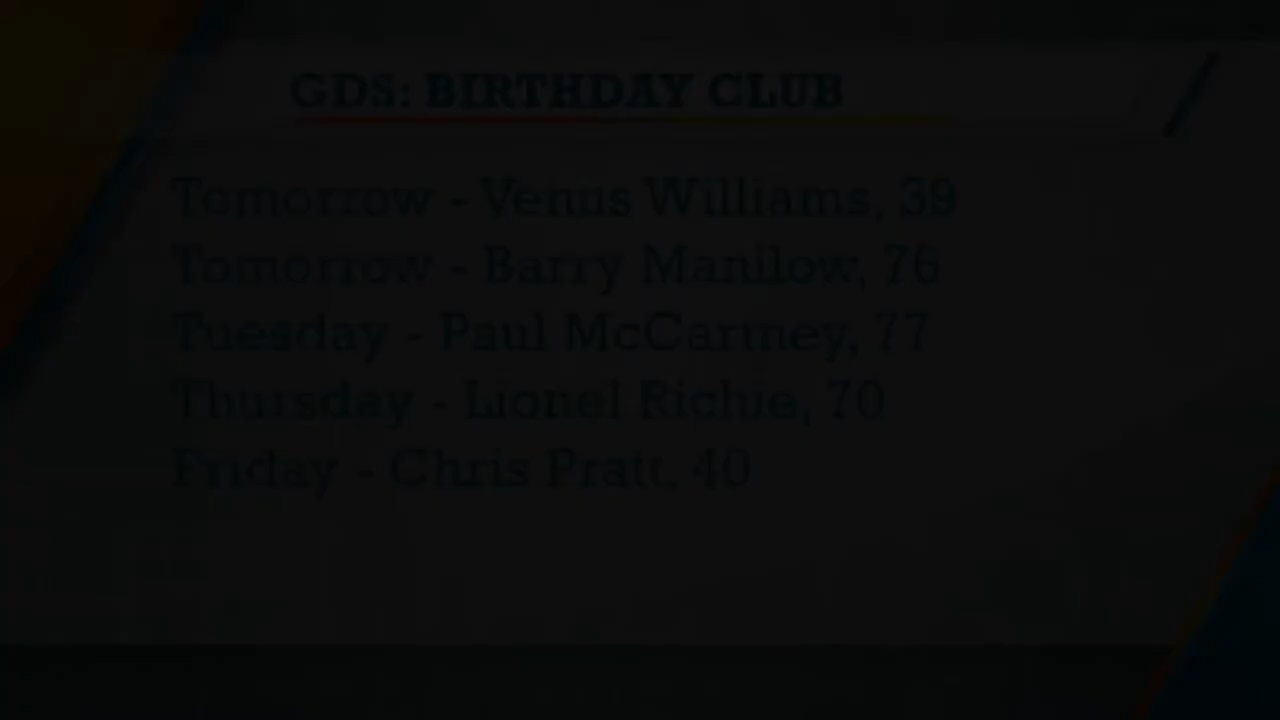 GDS: BIRTHDAY CLUB
Tomorrow - Venus Williams, 39
Tomorrow - Barry Manilow, 76
Tuesday - Paul McCartney, 77
Thursday - Lionel Richie, 70
Friday - Chris Pratt, 40